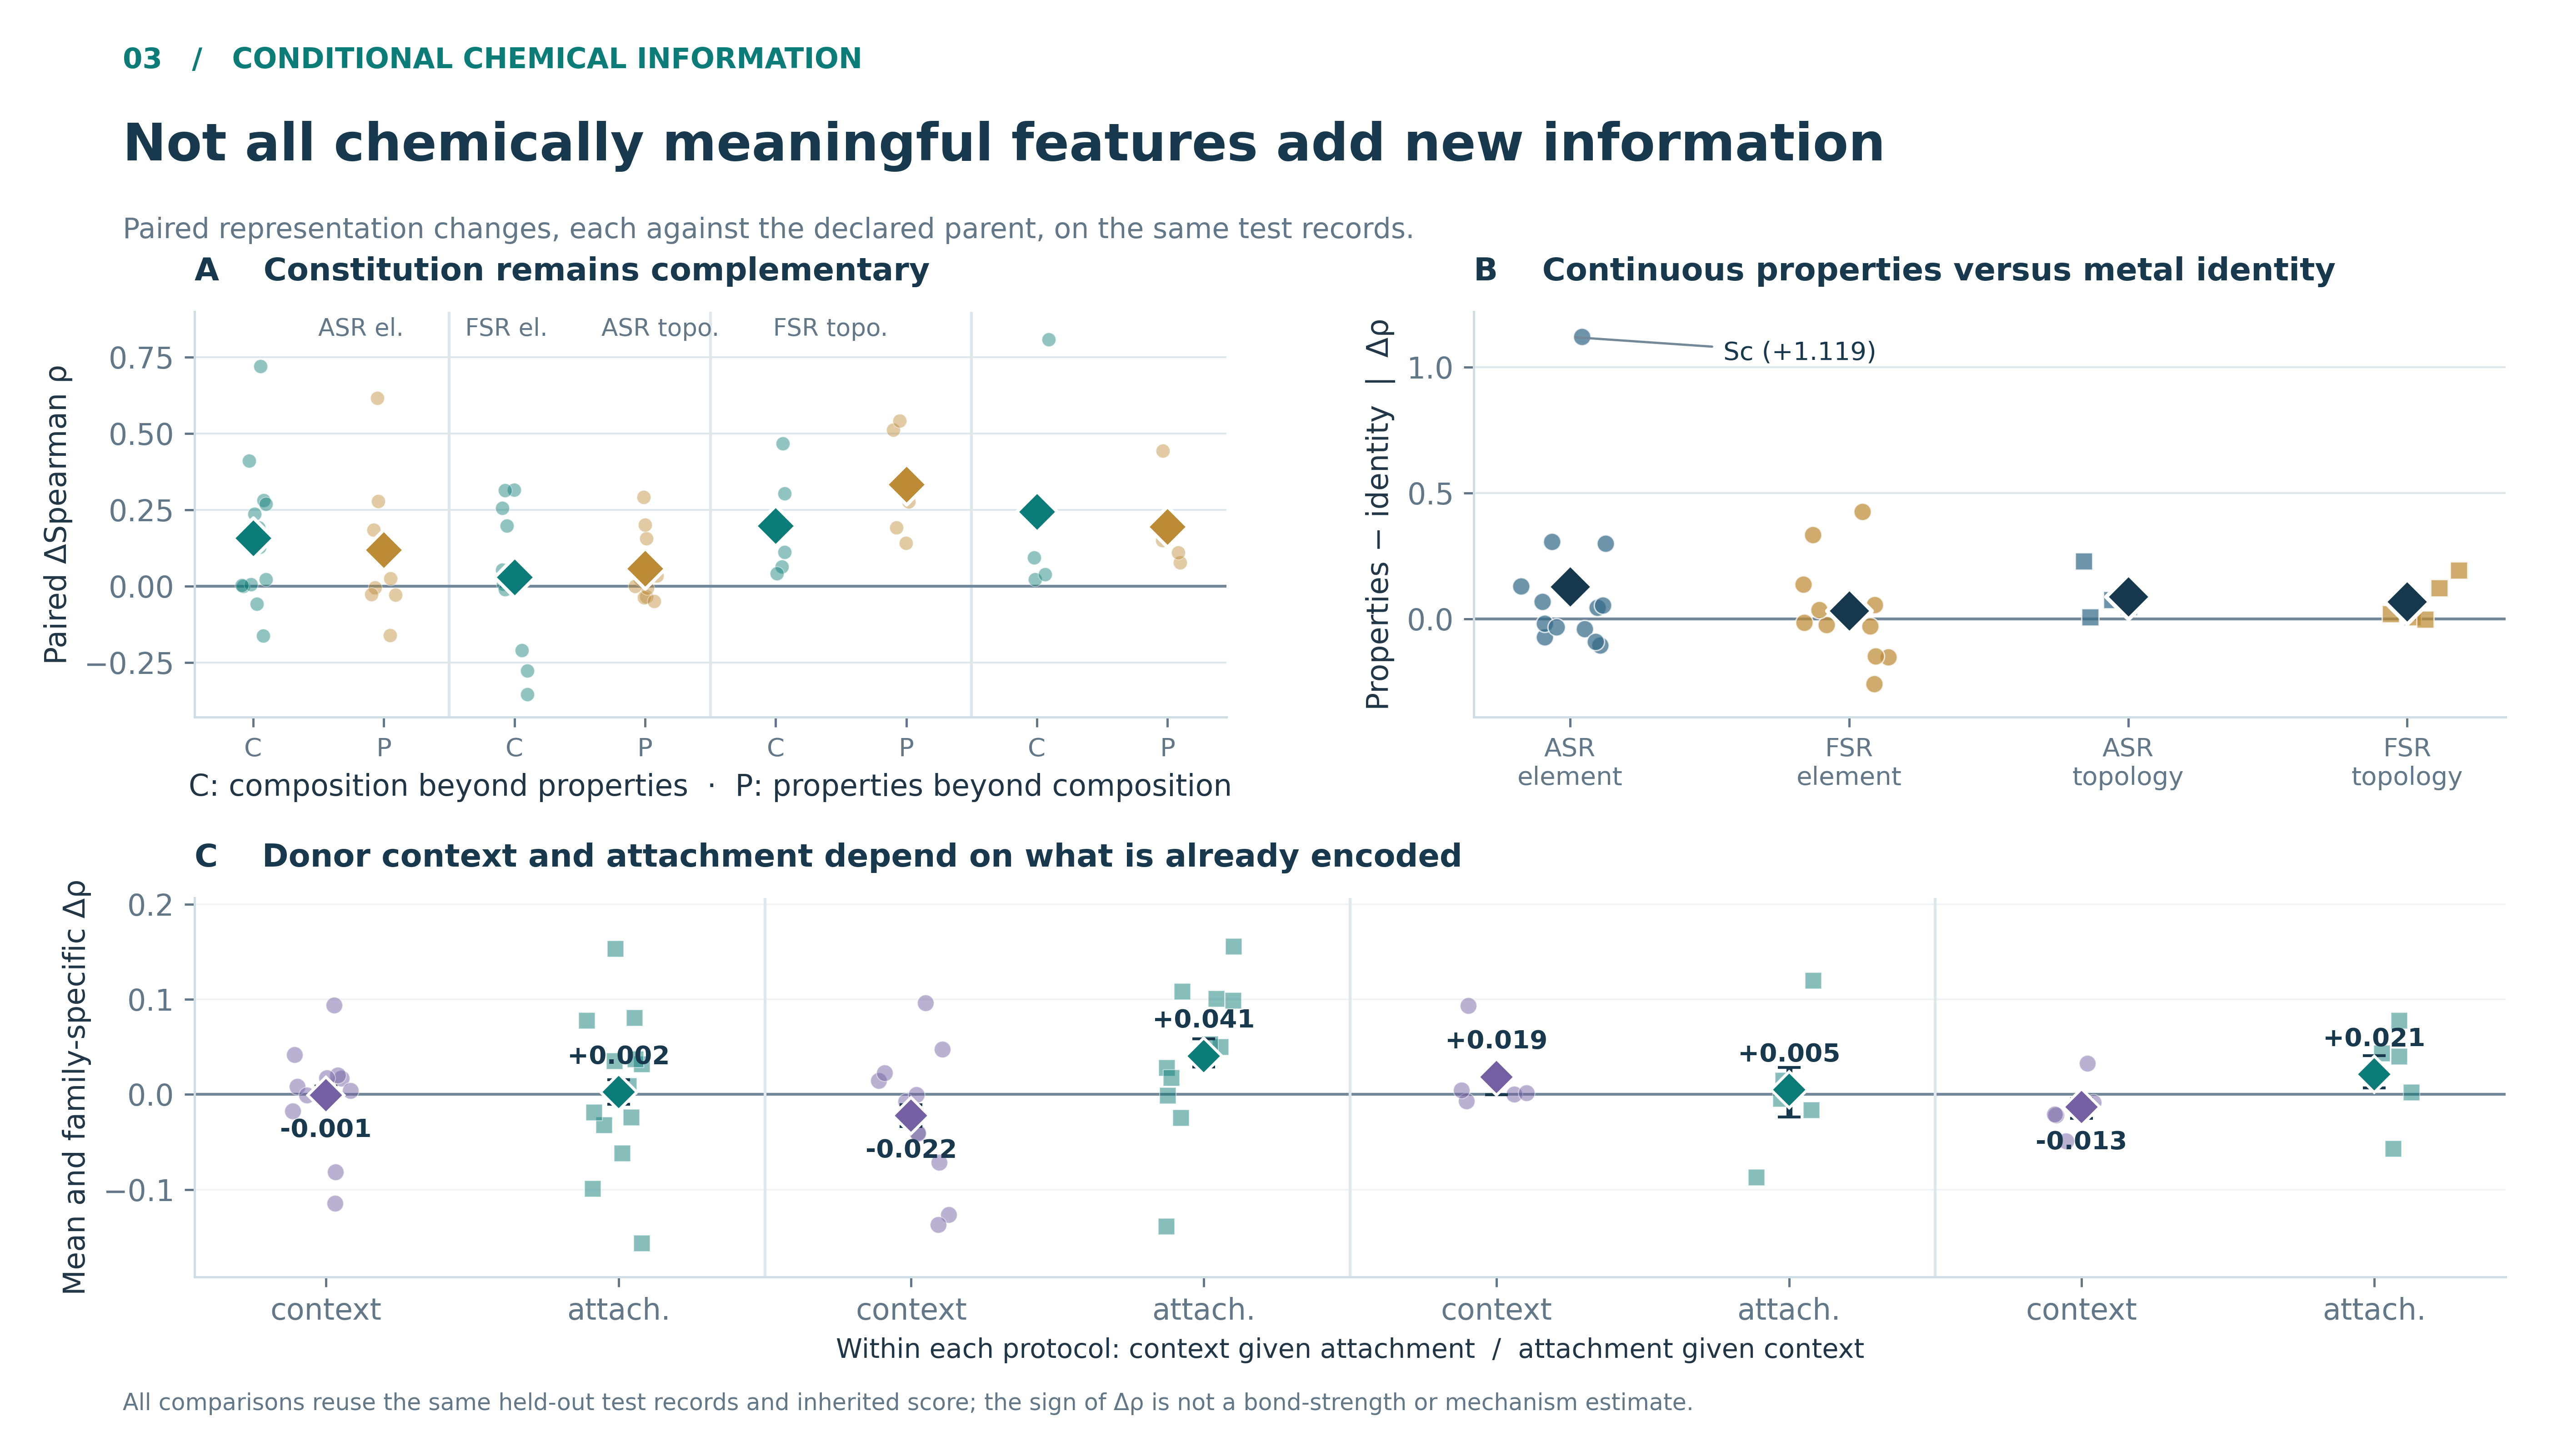 03 / CONDITIONAL CHEMICAL INFORMATION
Not all chemically meaningful features add new information
Paired representation changes, each against the declared parent, on the same test records.
A Constitution remains complementary
Paired ΔSpearman ρ
ASR el. FSR el. ASR topo. FSR topo.
0.75
0.50
0.25
0.00
−0.25
C P C P C P C P
C: composition beyond properties · P: properties beyond composition
B Continuous properties versus metal identity
Properties − identity | Δρ
1.0
0.5
0.0
Sc (+1.119)
ASR element
FSR element
ASR topology
FSR topology
C Donor context and attachment depend on what is already encoded
Mean and family-specific Δρ
0.2
0.1
0.0
−0.1
-0.001
+0.002
-0.022
+0.041
+0.019
+0.005
-0.013
+0.021
context attach. context attach. context attach. context attach.
Within each protocol: context given attachment / attachment given context
All comparisons reuse the same held-out test records and inherited score; the sign of Δρ is not a bond-strength or mechanism estimate.